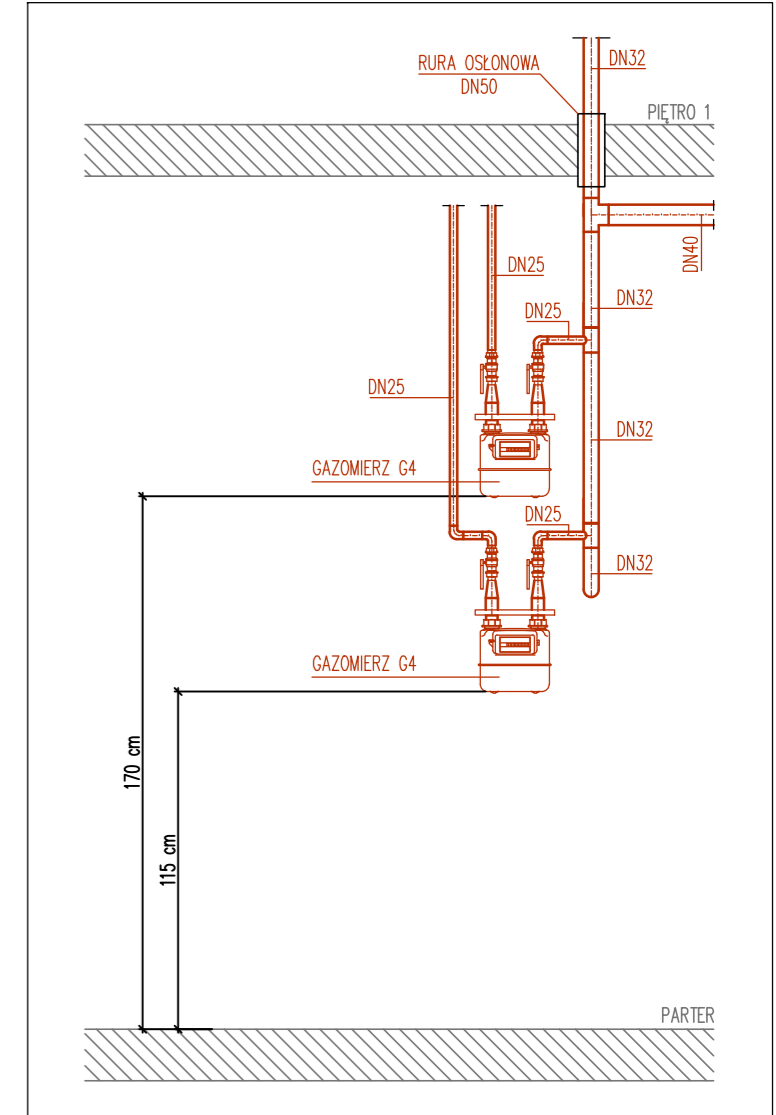 RURA OSŁONOWA
DN50
DN32
PIĘTRO 1
DN40
DN25
DN32
DN25
DN25
DN32
GAZOMIERZ G4
DN25
DN32
GAZOMIERZ G4
170 cm
115 cm
PARTER